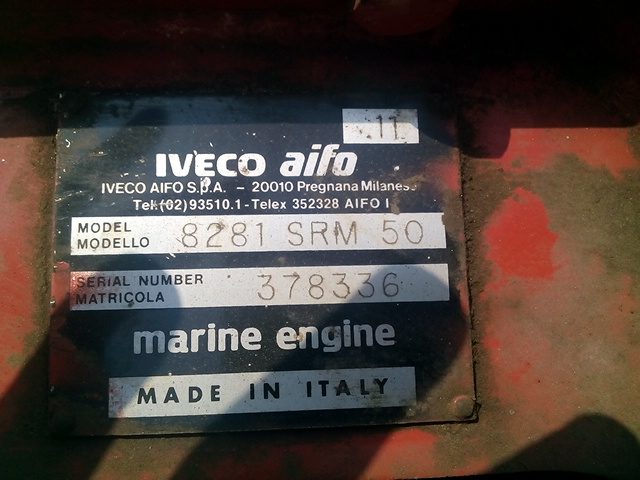 11
IVECO aifo
IVECO AIFO S.p.A. – 20010 Pregnana Milanese
Tel.(02)93510.1 - Telex 352328 AIFO I
MODEL
MODELLO 8281 SRM 50
SERIAL NUMBER
MATRICOLA 378336
marine engine
MADE IN ITALY